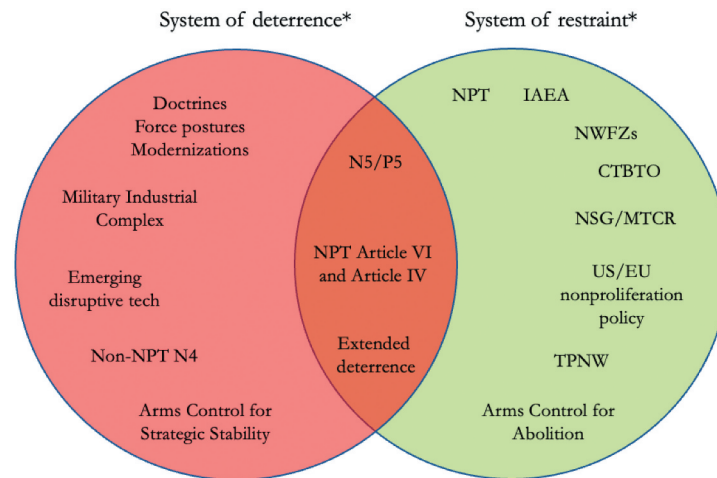 System of deterrence*
System of restraint*
Doctrines
Force postures
Modernizations
Military Industrial
Complex
Emerging
disruptive tech
Non-NPT N4
Arms Control for
Strategic Stability
N5/P5
NPT Article VI
and Article IV
Extended
deterrence
NPT
IAEA
NWFZs
CTBTO
NSG/MTCR
US/EU
nonproliferation
policy
TPNW
Arms Control for
Abolition